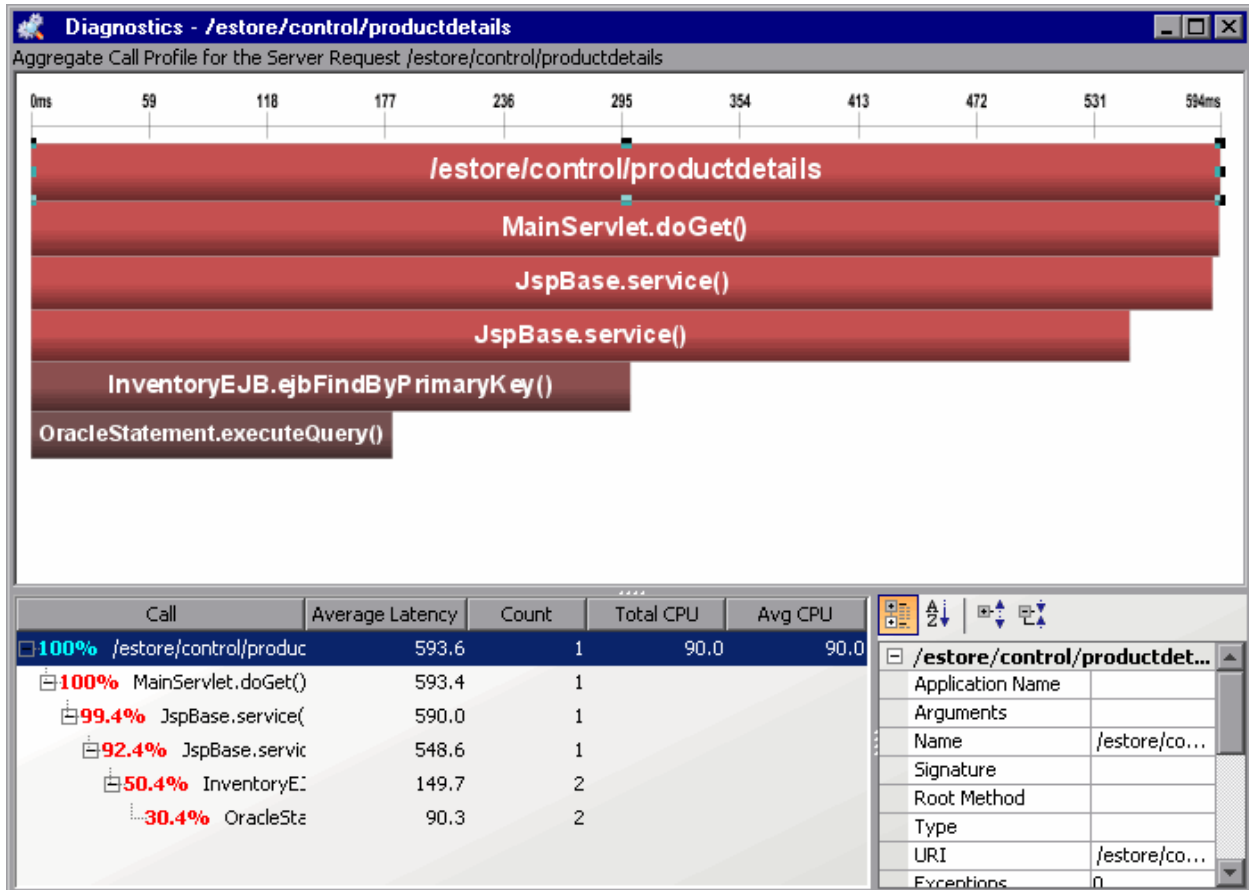 Diagnostics - /estore/control/productdetails
Aggregate Call Profile for the Server Request /estore/control/productdetails
0ms 59 118 177 236 295 354 413 472 531 594ms
/estore/control/productdetails
MainServlet.doGet()
JspBase.service()
JspBase.service()
InventoryEJB.ejbFindByPrimaryKey()
OracleStatement.executeQuery()
Call Average Latency Count Total CPU Avg CPU
100% /estore/control/produc 593.6 1 90.0 90.0
100% MainServlet.doGet() 593.4 1
99.4% JspBase.service( 590.0 1
92.4% JspBase.servic 548.6 1
50.4% InventoryE 149.7 2
30.4% OracleSta 90.3 2
/estore/control/productdet...
Application Name
Arguments
Name /estore/co...
Signature
Root Method
Type
URI /estore/co...
Exceptions 0